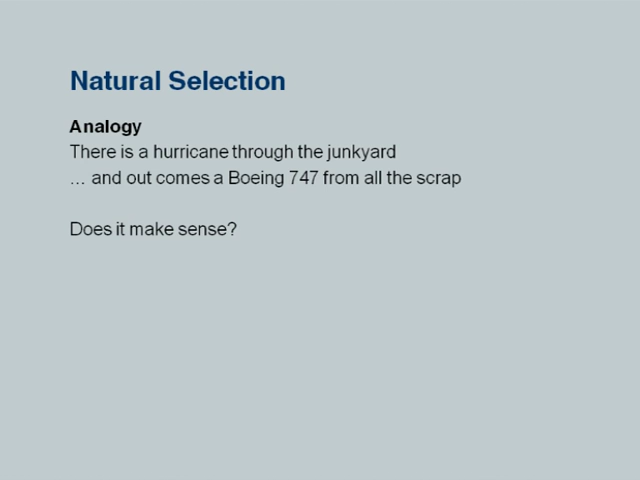 Natural Selection
Analogy
There is a hurricane through the junkyard
… and out comes a Boeing 747 from all the scrap
Does it make sense?